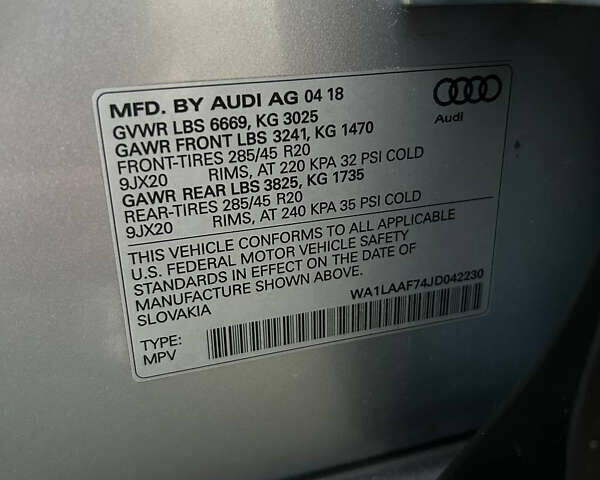 MFD. BY AUDI AG 04 18
GVWR LBS 6669, KG 3025
GAWR FRONT LBS 3241, KG 1470
FRONT-TIRES 285/45 R20
9JX20 RIMS, AT 220 KPA 32 PSI COLD
GAWR REAR LBS 3825, KG 1735
REAR-TIRES 285/45 R20
9JX20 RIMS, AT 240 KPA 35 PSI COLD
Audi
THIS VEHICLE CONFORMS TO ALL APPLICABLE
U.S. FEDERAL MOTOR VEHICLE SAFETY
STANDARDS IN EFFECT ON THE DATE OF
MANUFACTURE SHOWN ABOVE.
SLOVAKIA
WA1LAAF74JD042230
TYPE:
MPV